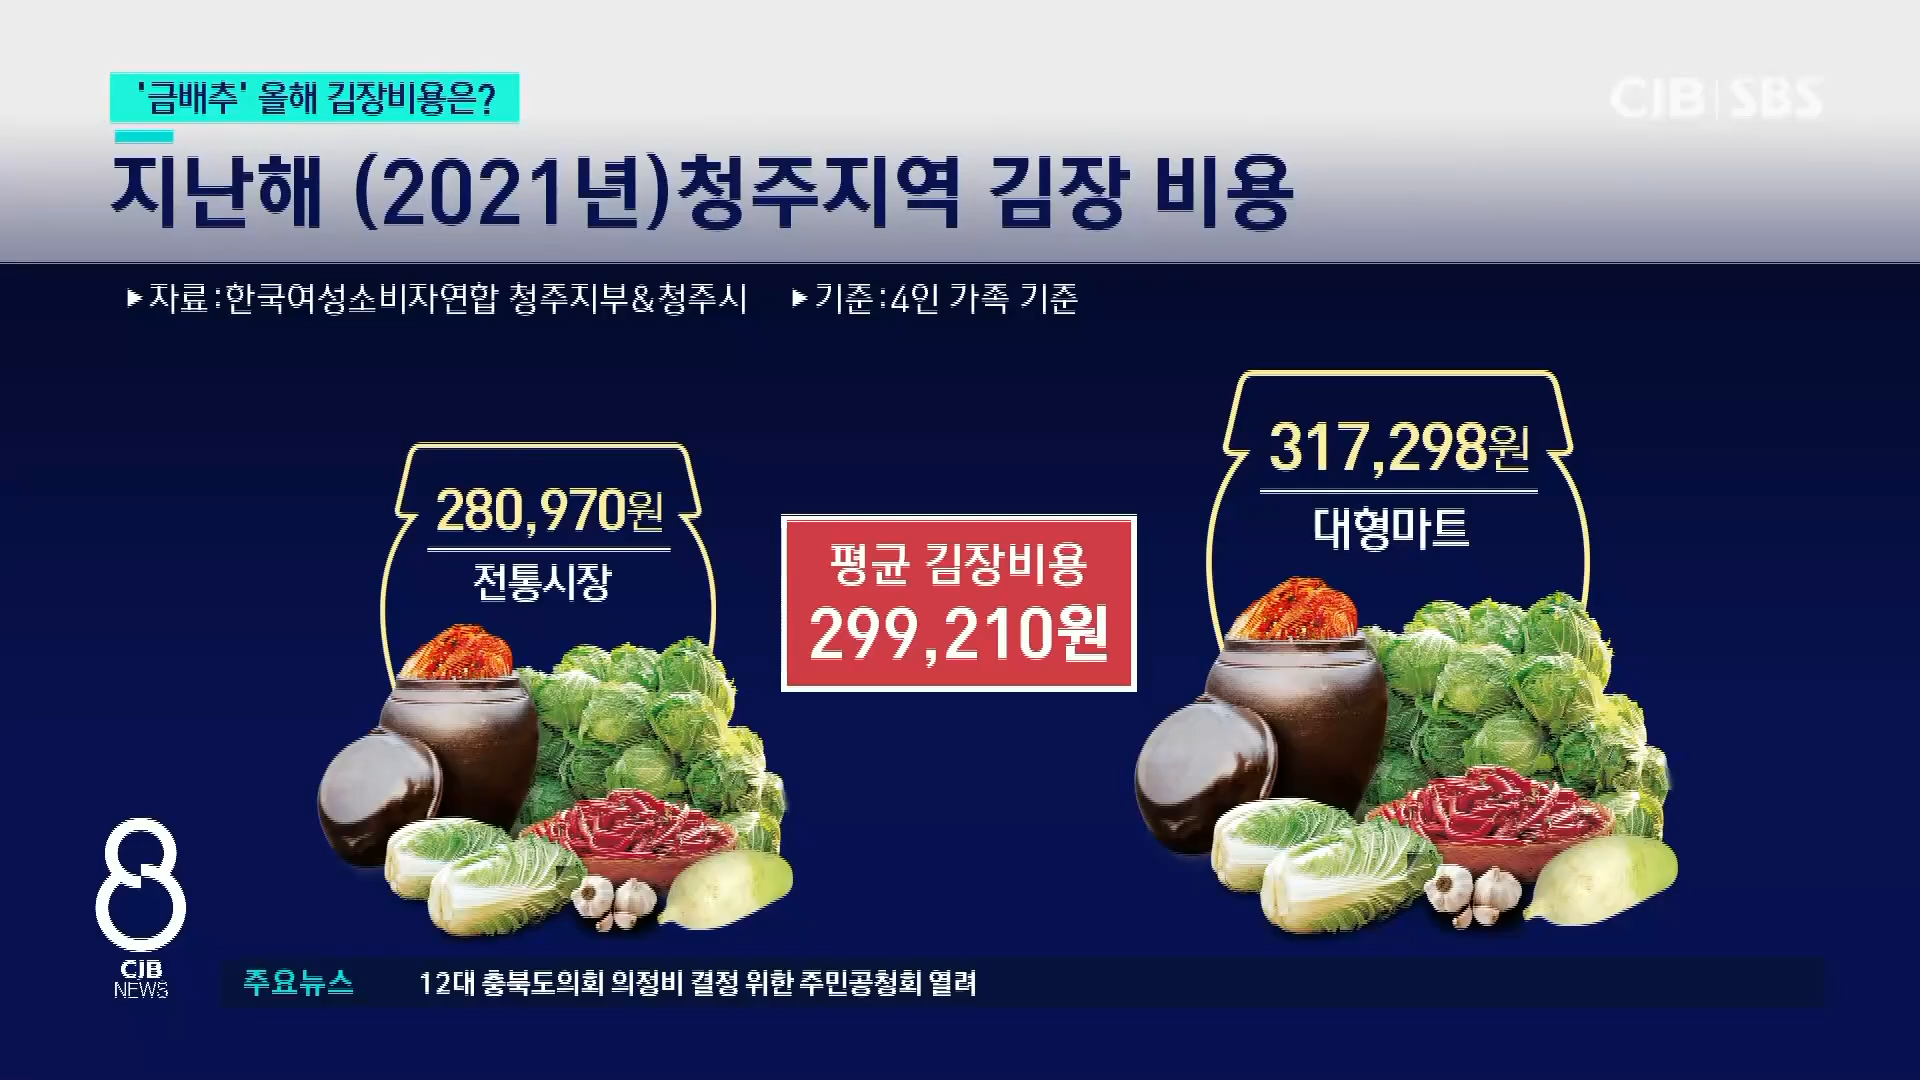 '금배추' 올해 김장비용은?
CJB | SBS
지난해 (2021년)청주지역 김장 비용
▶자료:한국여성소비자연합 청주지부&청주시 ▶기준:4인 가족 기준
317,298원
대형마트
280,970원
전통시장
평균 김장비용
299,210원
8
CJB
NEWS
주요뉴스 12대 충북도의회 의정비 결정 위한 주민공청회 열려